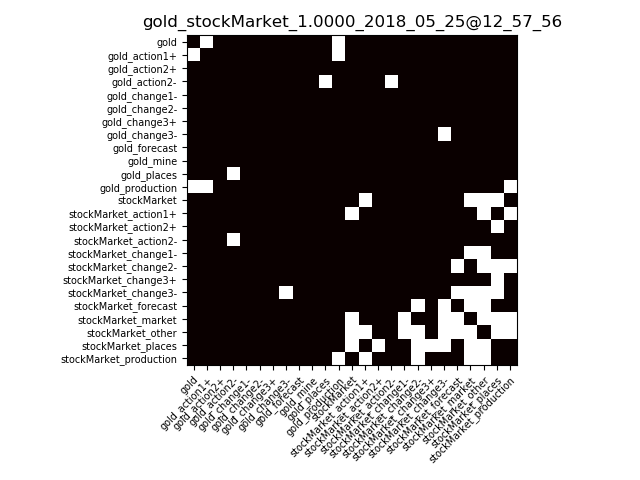 gold_stockMarket_1.0000_2018_05_25@12_57_56
gold
gold_action1+
gold_action2+
gold_action2-
gold_change1-
gold_change2-
gold_change3+
gold_change3-
gold_forecast
gold_mine
gold_places
gold_production
stockMarket
stockMarket_action1+
stockMarket_action2+
stockMarket_action2-
stockMarket_change1-
stockMarket_change2-
stockMarket_change3+
stockMarket_change3-
stockMarket_forecast
stockMarket_market
stockMarket_other
stockMarket_places
stockMarket_production
gold
gold_action1+
gold_action2+
gold_action2-
gold_change1-
gold_change2-
gold_change3+
gold_change3-
gold_forecast
gold_mine
gold_places
gold_production
stockMarket
stockMarket_action1+
stockMarket_action2+
stockMarket_action2-
stockMarket_change1-
stockMarket_change2-
stockMarket_change3+
stockMarket_change3-
stockMarket_forecast
stockMarket_market
stockMarket_other
stockMarket_places
stockMarket_production